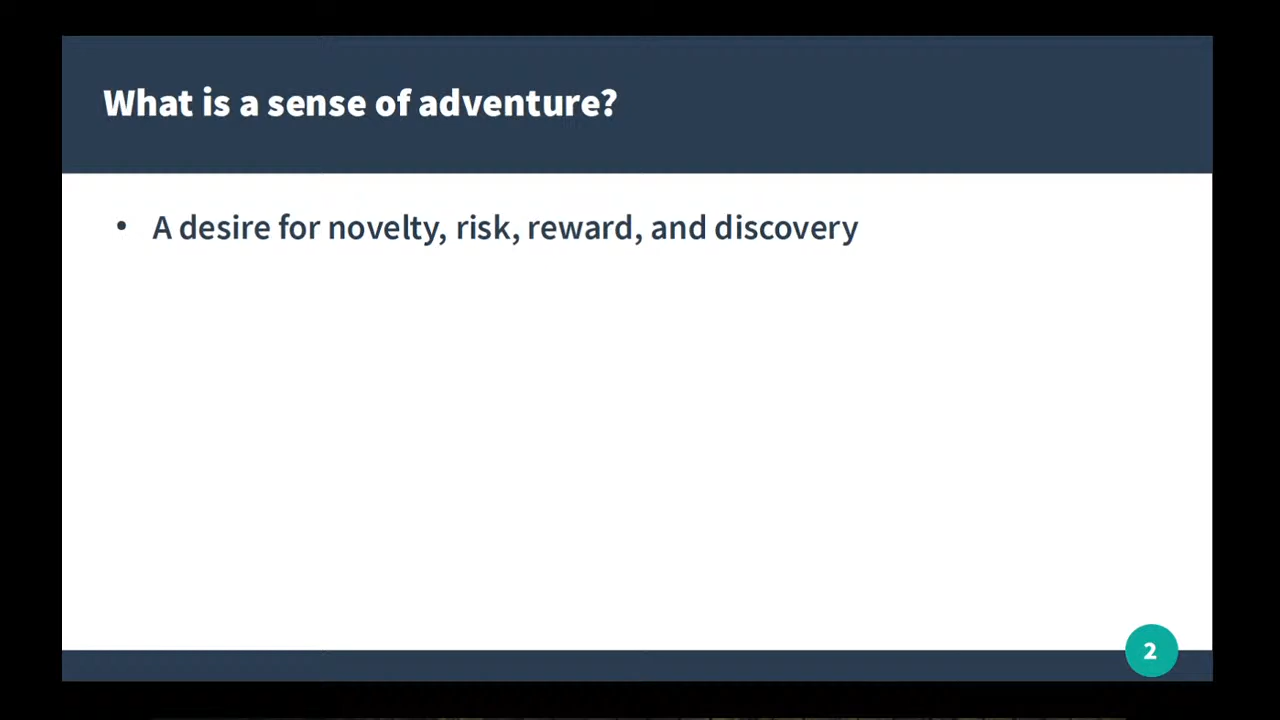 What is a sense of adventure?
• A desire for novelty, risk, reward, and discovery
2